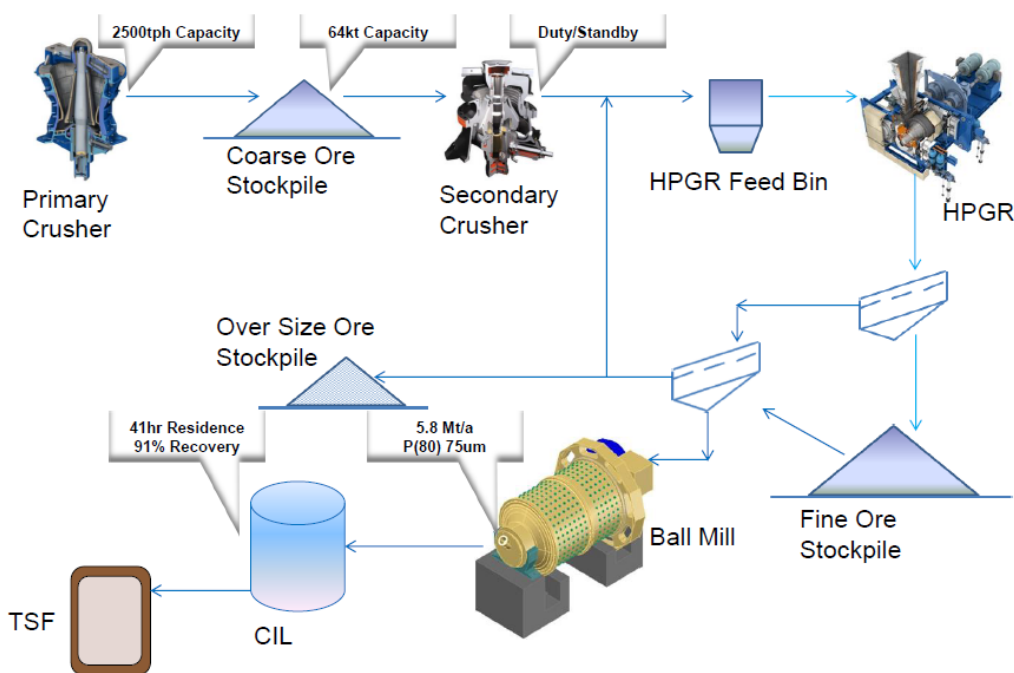 2500tph Capacity
64kt Capacity
Duty/Standby
Primary
Crusher
Coarse Ore
Stockpile
Secondary
Crusher
HPGR Feed Bin
HPGR
Over Size Ore
Stockpile
41hr Residence
91% Recovery
5.8 Mt/a
P(80) 75um
Ball Mill
Fine Ore
Stockpile
TSF
CIL